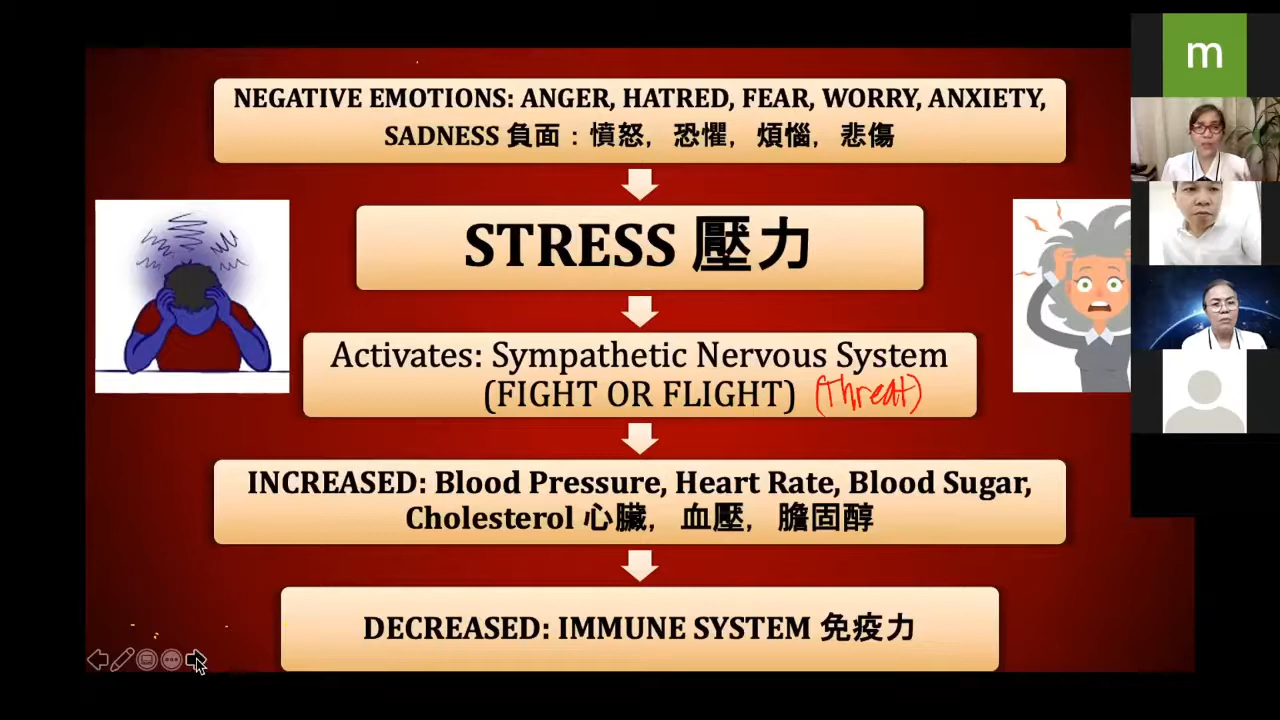 NEGATIVE EMOTIONS: ANGER, HATRED, FEAR, WORRY, ANXIETY,
SADNESS 負面：憤怒，恐懼，煩惱，悲傷
STRESS 壓力
Activates: Sympathetic Nervous System
(FIGHT OR FLIGHT) (Threat)
INCREASED: Blood Pressure, Heart Rate, Blood Sugar,
Cholesterol 心臟，血壓，膽固醇
DECREASED: IMMUNE SYSTEM 免疫力
m